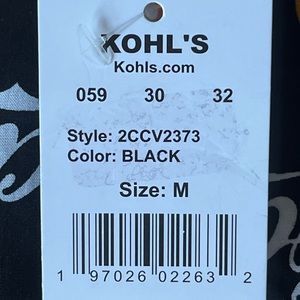 KOHL'S
Kohls.com
059 30 32
Style: 2CCV2373
Color: BLACK
Size: M
1 97026 02263 2